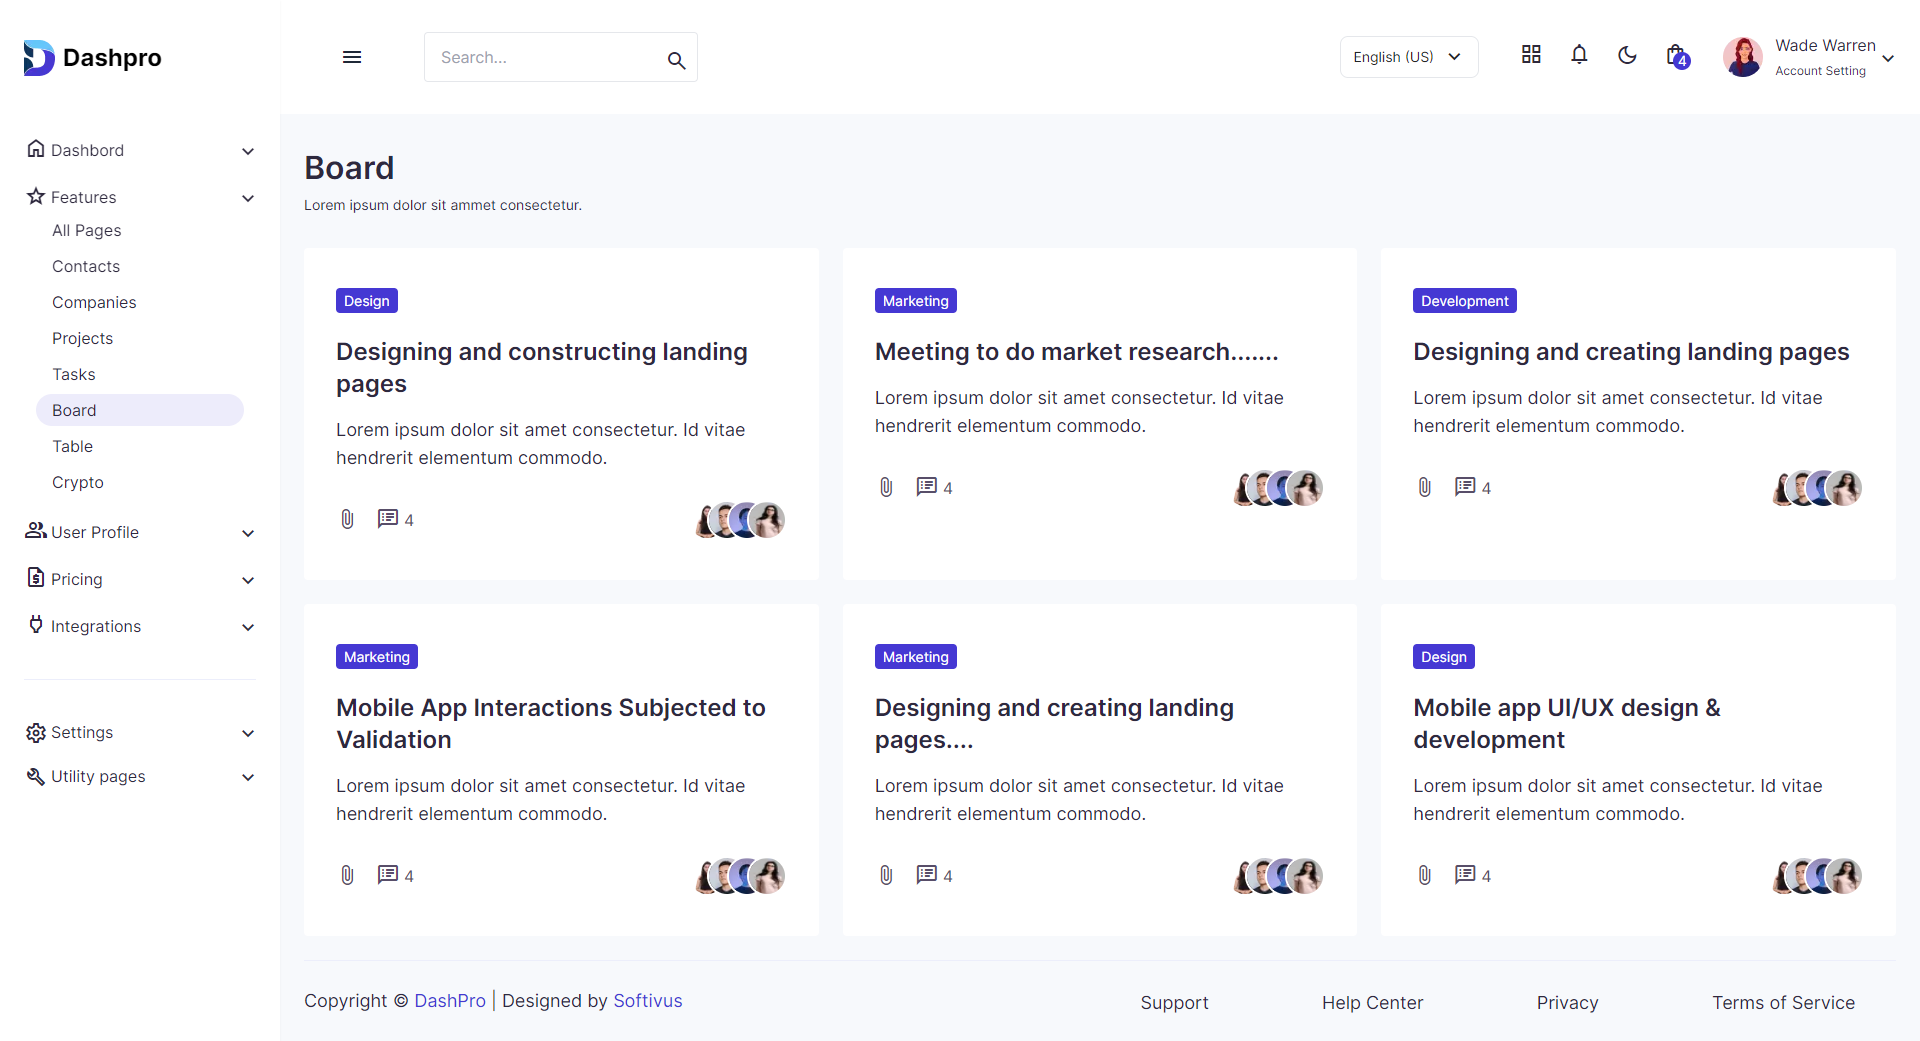 Dashpro
Search...
English (US)
4
Wade Warren
Account Setting
Dashbord
Features
All Pages
Contacts
Companies
Projects
Tasks
Board
Table
Crypto
User Profile
Pricing
Integrations
Settings
Utility pages
Board
Lorem ipsum dolor sit ammet consectetur.
Design
Designing and constructing landing
pages
Lorem ipsum dolor sit amet consectetur. Id vitae
hendrerit elementum commodo.
4
Marketing
Meeting to do market research.......
Lorem ipsum dolor sit amet consectetur. Id vitae
hendrerit elementum commodo.
4
Development
Designing and creating landing pages
Lorem ipsum dolor sit amet consectetur. Id vitae
hendrerit elementum commodo.
4
Marketing
Mobile App Interactions Subjected to
Validation
Lorem ipsum dolor sit amet consectetur. Id vitae
hendrerit elementum commodo.
4
Marketing
Designing and creating landing
pages....
Lorem ipsum dolor sit amet consectetur. Id vitae
hendrerit elementum commodo.
4
Design
Mobile app UI/UX design &
development
Lorem ipsum dolor sit amet consectetur. Id vitae
hendrerit elementum commodo.
4
Copyright © DashPro | Designed by Softivus
Support
Help Center
Privacy
Terms of Service